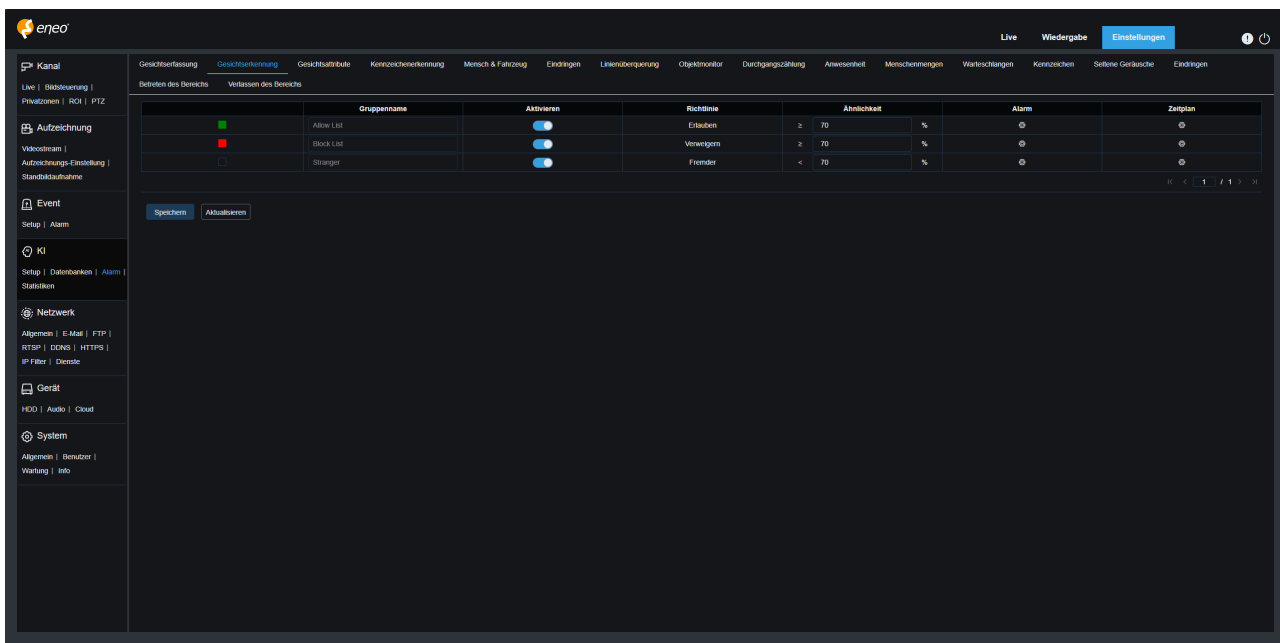 eneo
Live Wiedergabe Einstellungen
Kanal
Live | Bildsteuerung |
Privatzonen | ROI | PTZ
Aufzeichnung
Videostream |
Aufzeichnungs-Einstellung |
Standbildaufnahme
Event
Setup | Alarm
KI
Setup | Datenbanken | Alarm |
Statistiken
Netzwerk
Allgemein | E-Mail | FTP |
RTSP | DDNS | HTTPS |
IP Filter | Dienste
Gerät
HDD | Audio | Cloud
System
Allgemein | Benutzer |
Wartung | Info
Gesichtserfassung Gesichtserkennung Gesichtsattribute Kennzeichenerkennung Mensch & Fahrzeug Eindringen Linienüberquerung Objektmonitor Durchgangszählung Anwesenheit Menschenmengen Warteschlangen Kennzeichen Seltene Geräusche Eindringen
Betreten des Bereichs Verlassen des Bereichs
Gruppenname Aktivieren Richtlinie Ähnlichkeit Alarm Zeitplan
Allow List Erlauben ≥ 70 %
Block List Verweigern ≥ 70 %
Stranger Fremder < 70 %
1 / 1
Speichern Aktualisieren